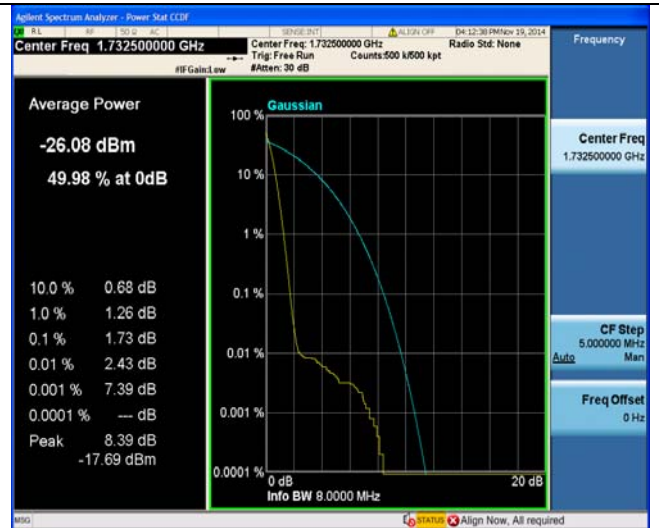 Agilent Spectrum Analyzer - Power Stat CCDF
RL RF 50 Ω AC SENSE:INT ALIGN OFF 04:12:38 PM Nov 19, 2014
Center Freq 1.732500000 GHz
Center Freq: 1.732500000 GHz Radio Std: None
Trig: Free Run Counts:500 k/500 kpt
#IFGain:Low #Atten: 30 dB
Frequency
Average Power
-26.08 dBm
49.98 % at 0dB
10.0 % 0.68 dB
1.0 % 1.26 dB
0.1 % 1.73 dB
0.01 % 2.43 dB
0.001 % 7.39 dB
0.0001 % --- dB
Peak 8.39 dB
-17.69 dBm
Gaussian
100 %
10 %
1 %
0.1 %
0.01 %
0.001 %
0.0001 %
0 dB 20 dB
Info BW 8.0000 MHz
Center Freq
1.732500000 GHz
CF Step
5.000000 MHz
Auto Man
Freq Offset
0 Hz
MSG STATUS Align Now, All required